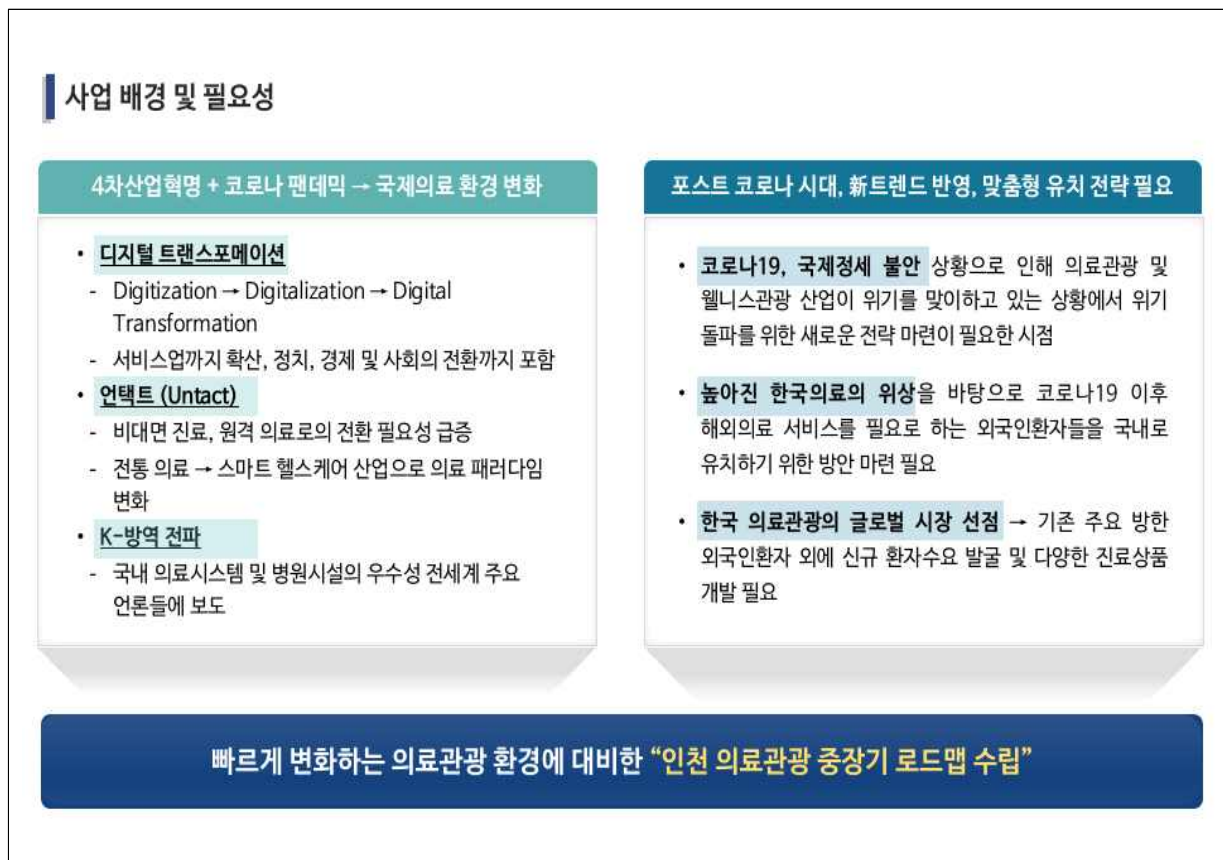 사업 배경 및 필요성
4차산업혁명 + 코로나 팬데믹 → 국제의료 환경 변화
• 디지털 트랜스포메이션
- Digitization → Digitalization → Digital
Transformation
- 서비스업까지 확산, 정치, 경제 및 사회의 전환까지 포함
• 언택트 (Untact)
- 비대면 진료, 원격 의료로의 전환 필요성 급증
- 전통 의료 → 스마트 헬스케어 산업으로 의료 패러다임
변화
• K-방역 전파
- 국내 의료시스템 및 병원시설의 우수성 전세계 주요
언론들에 보도
포스트 코로나 시대, 新트렌드 반영, 맞춤형 유치 전략 필요
• 코로나19, 국제정세 불안 상황으로 인해 의료관광 및
웰니스관광 산업이 위기를 맞이하고 있는 상황에서 위기
돌파를 위한 새로운 전략 마련이 필요한 시점
• 높아진 한국의료의 위상을 바탕으로 코로나19 이후
해외의료 서비스를 필요로 하는 외국인환자들을 국내로
유치하기 위한 방안 마련 필요
• 한국 의료관광의 글로벌 시장 선점 → 기존 주요 방한
외국인환자 외에 신규 환자수요 발굴 및 다양한 진료상품
개발 필요
빠르게 변화하는 의료관광 환경에 대비한 “인천 의료관광 중장기 로드맵 수립”